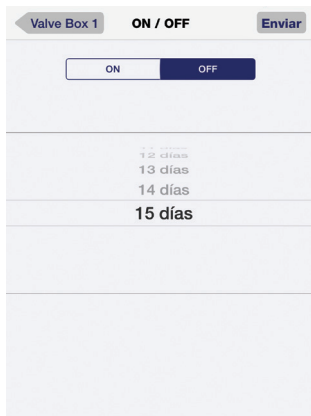 Valve Box 1 ON / OFF Enviar
ON OFF
12 días
13 días
14 días
15 días